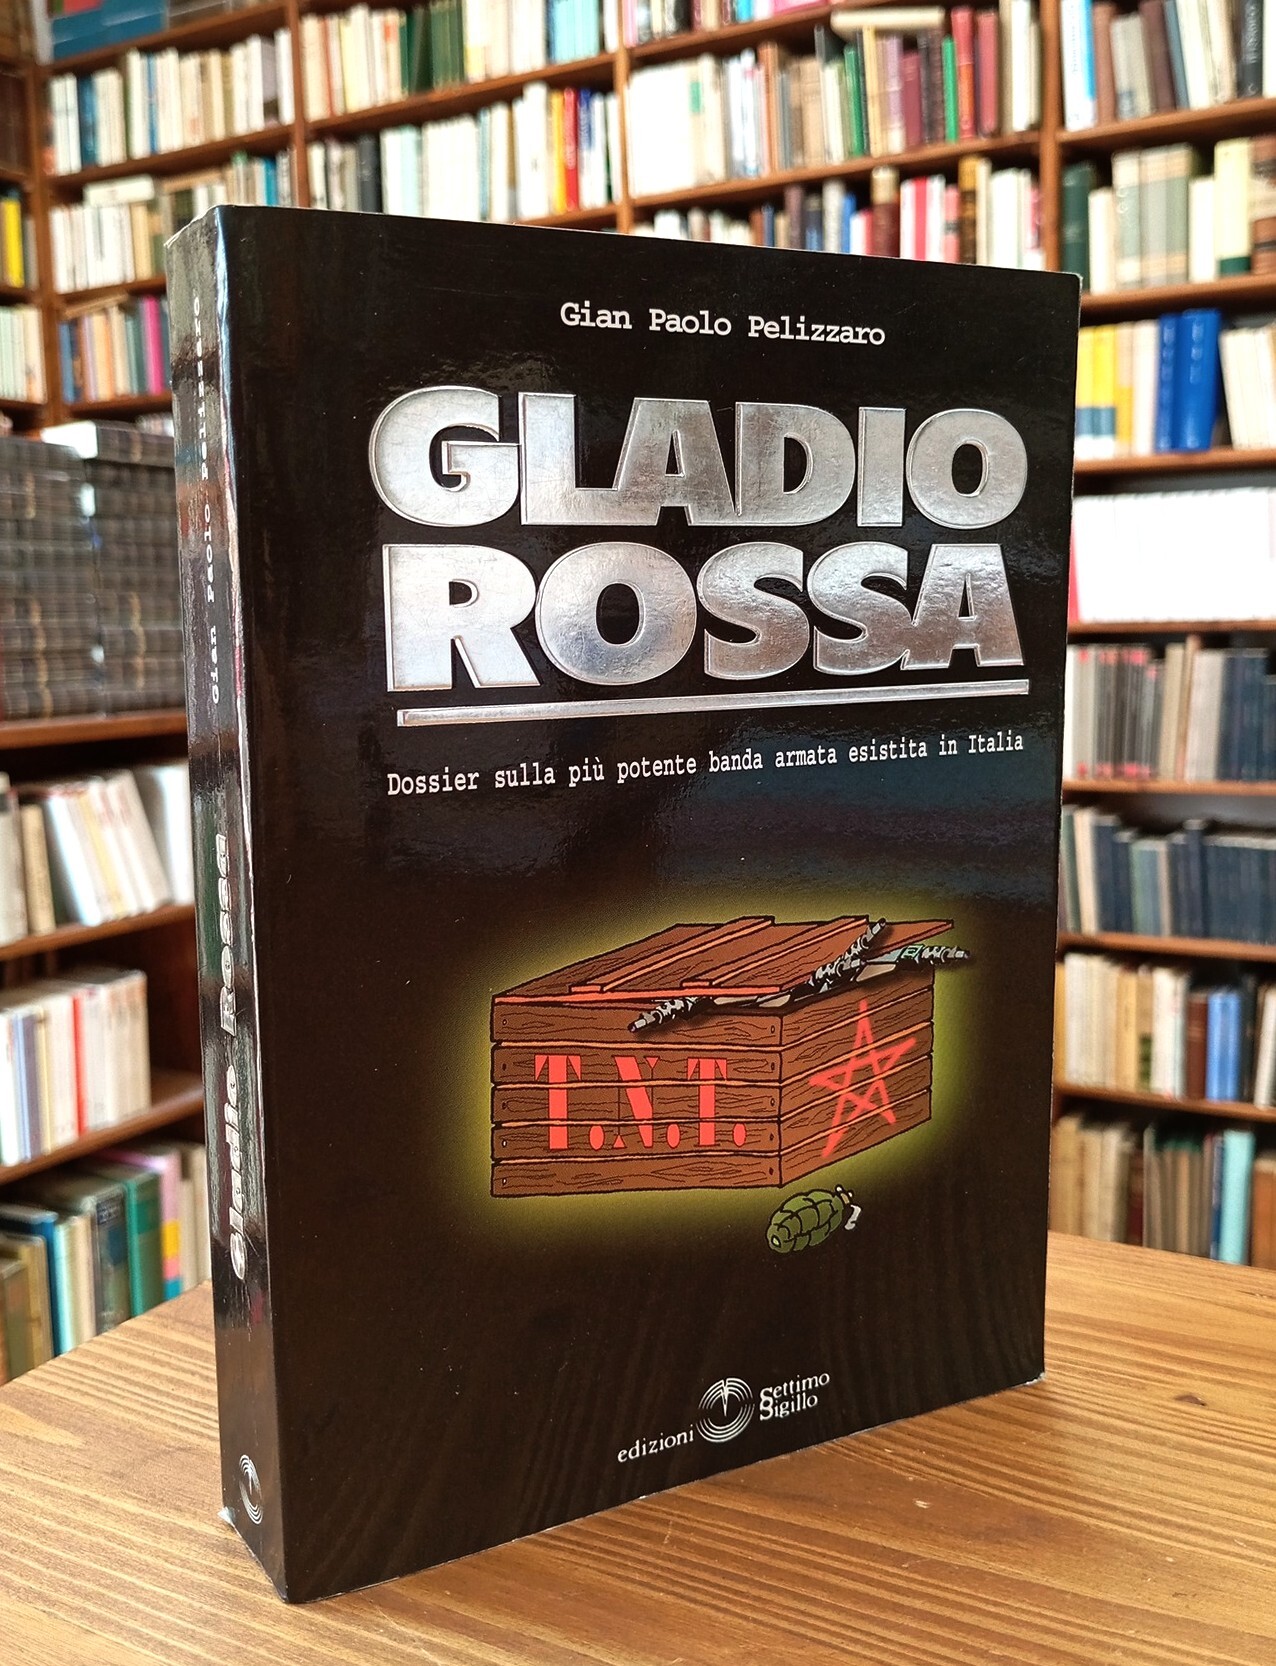 Gian Paolo Pelizzaro
GLADIO
ROSSA
Dossier sulla più potente banda armata esistita in Italia
T.N.T.
edizioni
Settimo
Sigillo
Gian Paolo Pelizzaro
Gladio Rossa